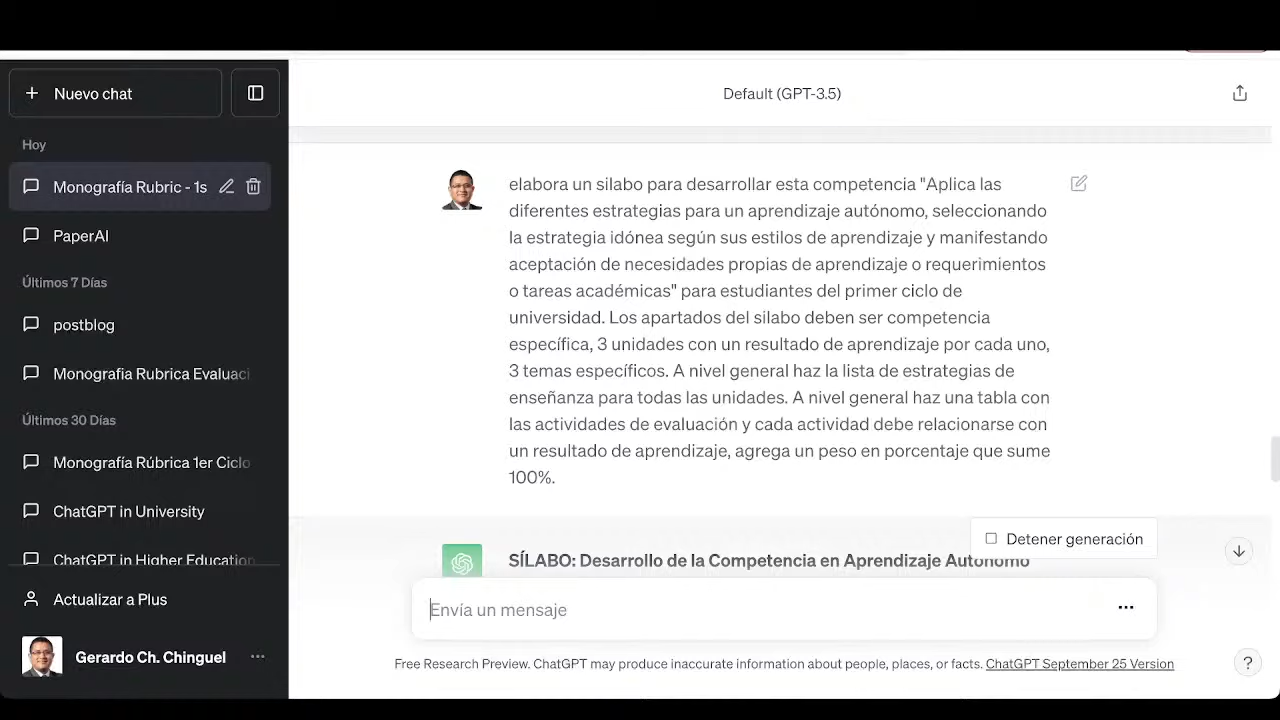 Nuevo chat
Hoy
Monografía Rubric - 1s
PaperAI
Últimos 7 Días
postblog
Monografia Rubrica Evaluaci
Últimos 30 Días
Monografía Rúbrica 1er Ciclo
ChatGPT in University
ChatGPT in Higher Education
Actualizar a Plus
Gerardo Ch. Chinguel
Default (GPT-3.5)
elabora un silabo para desarrollar esta competencia "Aplica las
diferentes estrategias para un aprendizaje autónomo, seleccionando
la estrategia idónea según sus estilos de aprendizaje y manifestando
aceptación de necesidades propias de aprendizaje o requerimientos
o tareas académicas" para estudiantes del primer ciclo de
universidad. Los apartados del silabo deben ser competencia
específica, 3 unidades con un resultado de aprendizaje por cada uno,
3 temas específicos. A nivel general haz la lista de estrategias de
enseñanza para todas las unidades. A nivel general haz una tabla con
las actividades de evaluación y cada actividad debe relacionarse con
un resultado de aprendizaje, agrega un peso en porcentaje que sume
100%.
Detener generación
SÍLABO: Desarrollo de la Competencia en Aprendizaje Autónomo
Envía un mensaje
Free Research Preview. ChatGPT may produce inaccurate information about people, places, or facts. ChatGPT September 25 Version
?